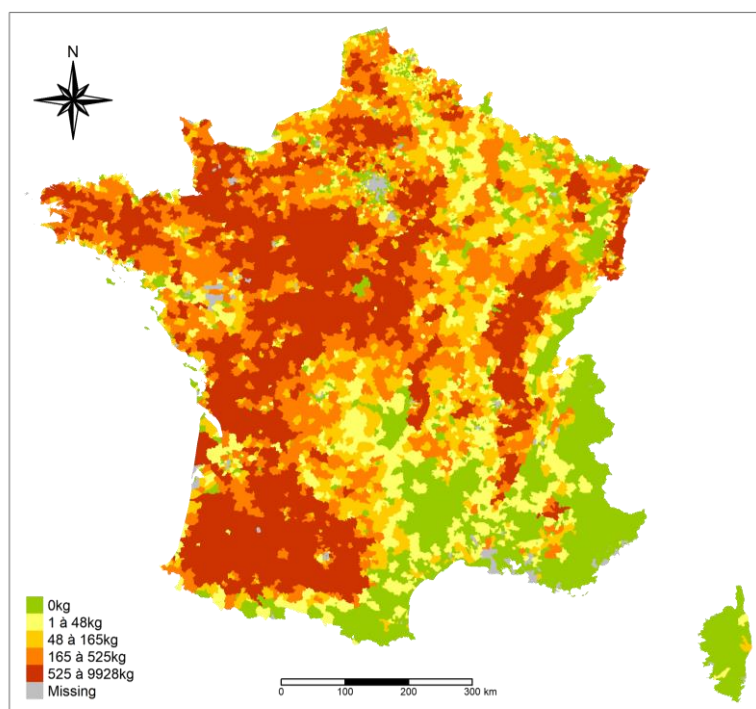 N
0kg
1 à 48kg
48 à 165kg
165 à 525kg
525 à 9928kg
Missing
0 100 200 300 km